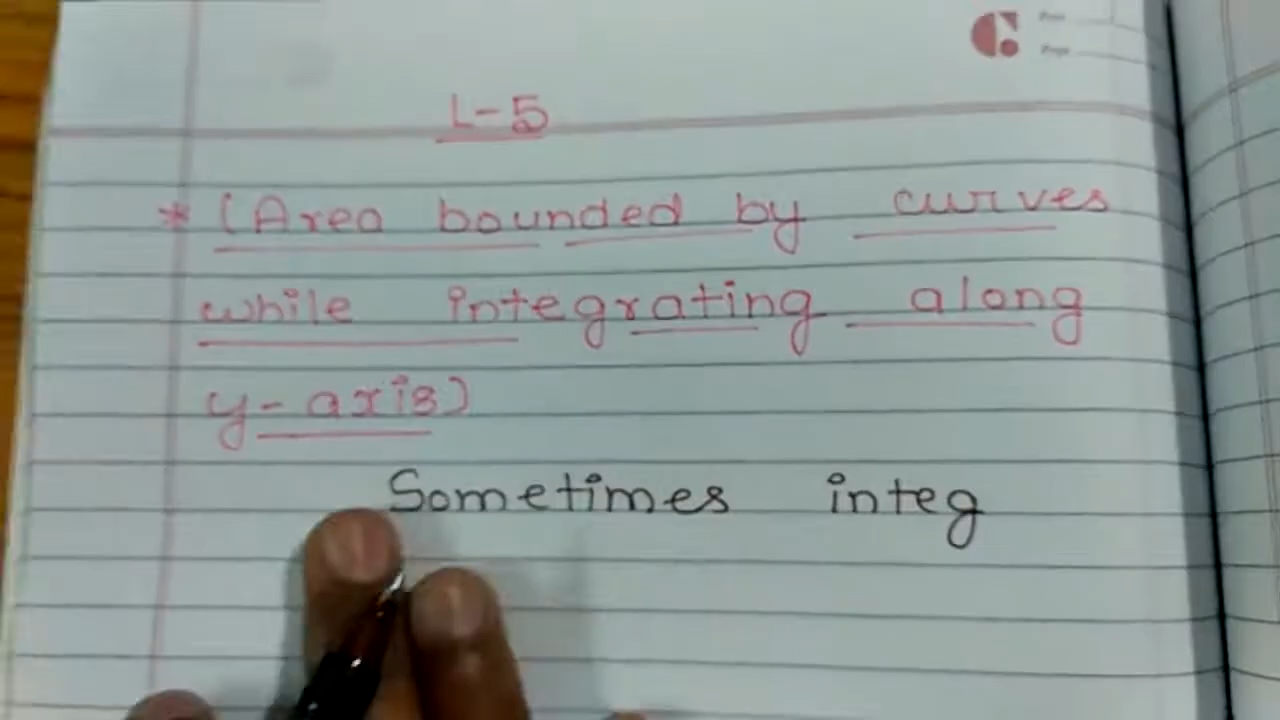 L-5
* (Area bounded by curves
while integrating along
y-axis)
Sometimes integ